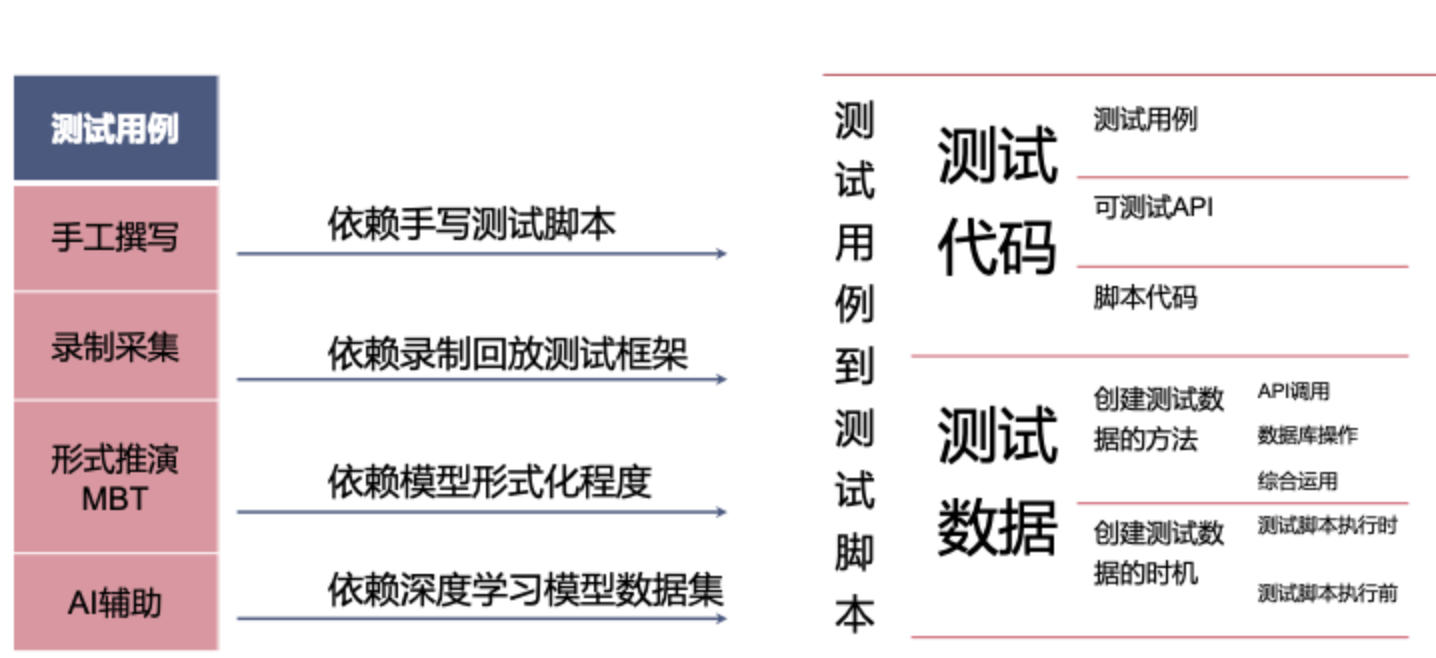 测试用例
手工撰写
录制采集
形式推演
MBT
AI辅助
依赖手写测试脚本
依赖录制回放测试框架
依赖模型形式化程度
依赖深度学习模型数据集
测试用例到测试脚本
测试
代码
测试用例
可测试API
脚本代码
测试
数据
创建测试数
据的方法
API调用
数据库操作
综合运用
创建测试数
据的时机
测试脚本执行时
测试脚本执行前